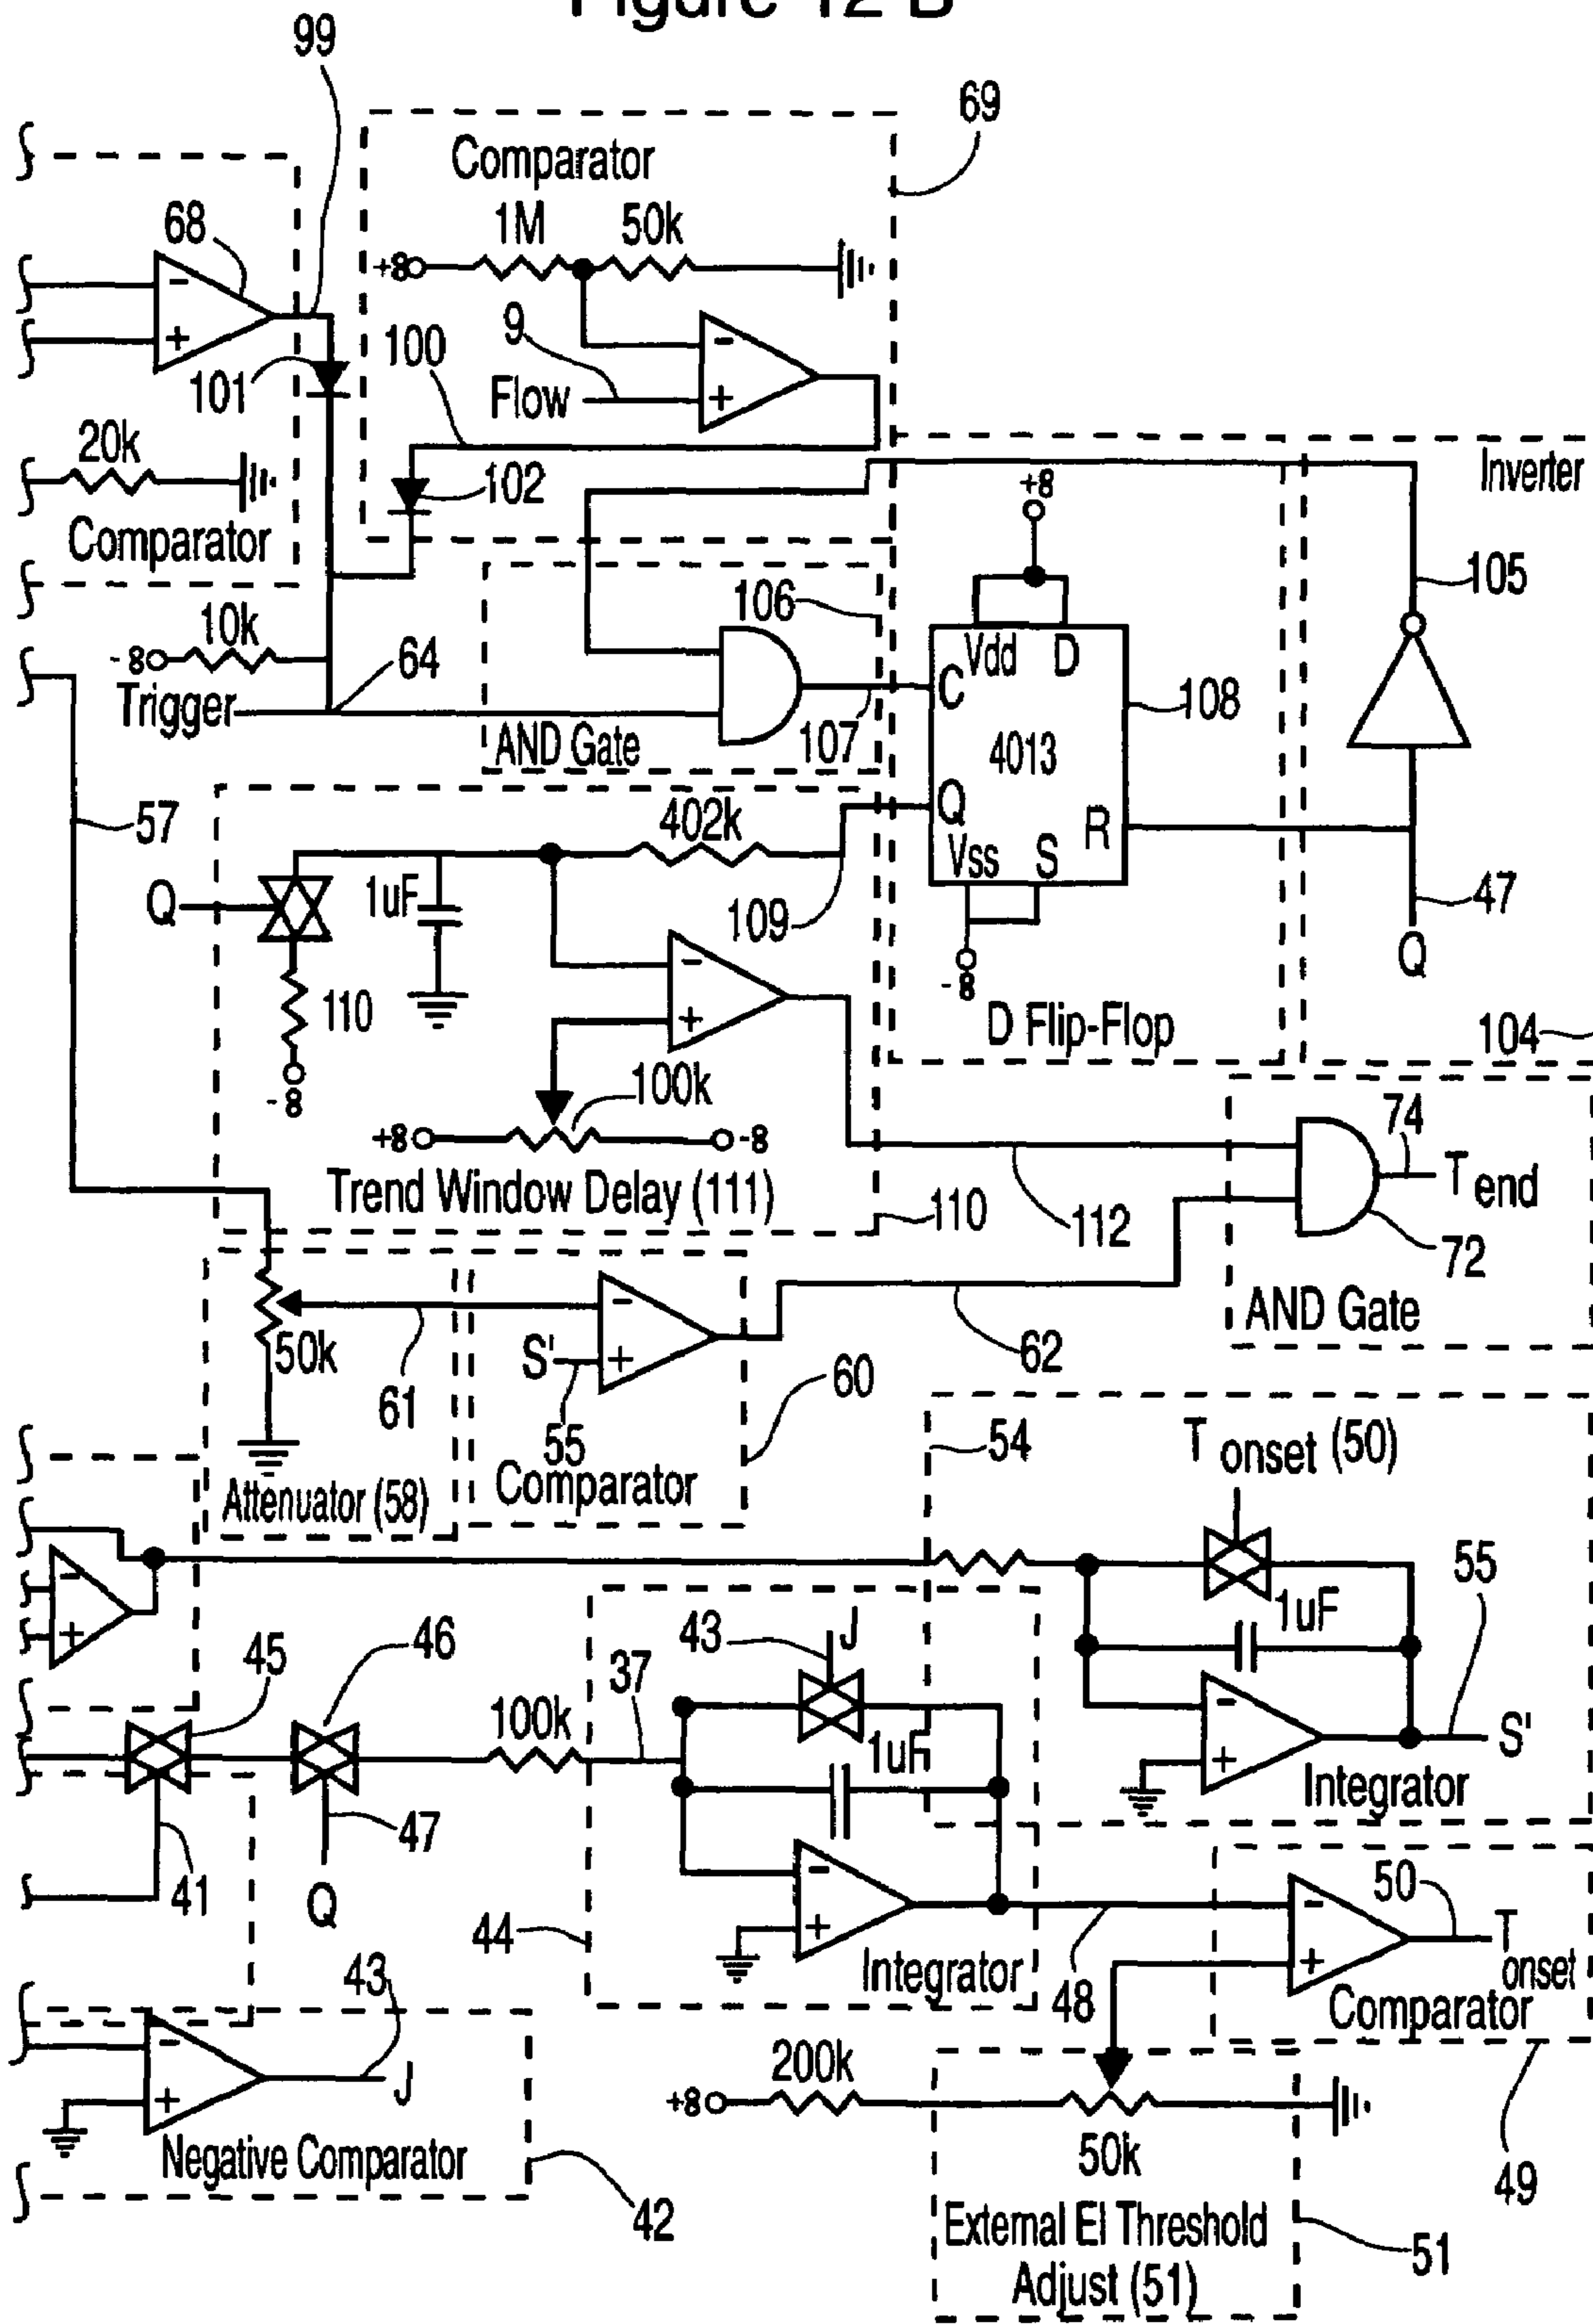 Figure 12 B
99
69
Comparator
68
1M
50k
+8
-
+
9
100
-
101
Flow
+
20k
102
+8
Inverter
Comparator
105
106
10k
Vdd
D
-8
64
C
108
Trigger
4013
AND Gate
107
57
402k
Q
R
Vss
S
Q
1uF
109
47
-
Q
110
-8
+
D Flip-Flop
104
-8
100k
74
+8
-8
T end
Trend Window Delay (111)
110
112
72
-
AND Gate
50k
S'
+
62
61
60
55
54
T onset (50)
Comparator
Attenuator (58)
-
55
+
1uF
45
46
43
J
37
100k
-
1uF
S'
+
Integrator
47
41
Q
-
50
-
44
+
T onset
+
43
Integrator
48
Comparator
-
200k
J
+
+8
Negative Comparator
50k
49
42
External EI Threshold
51
Adjust (51)